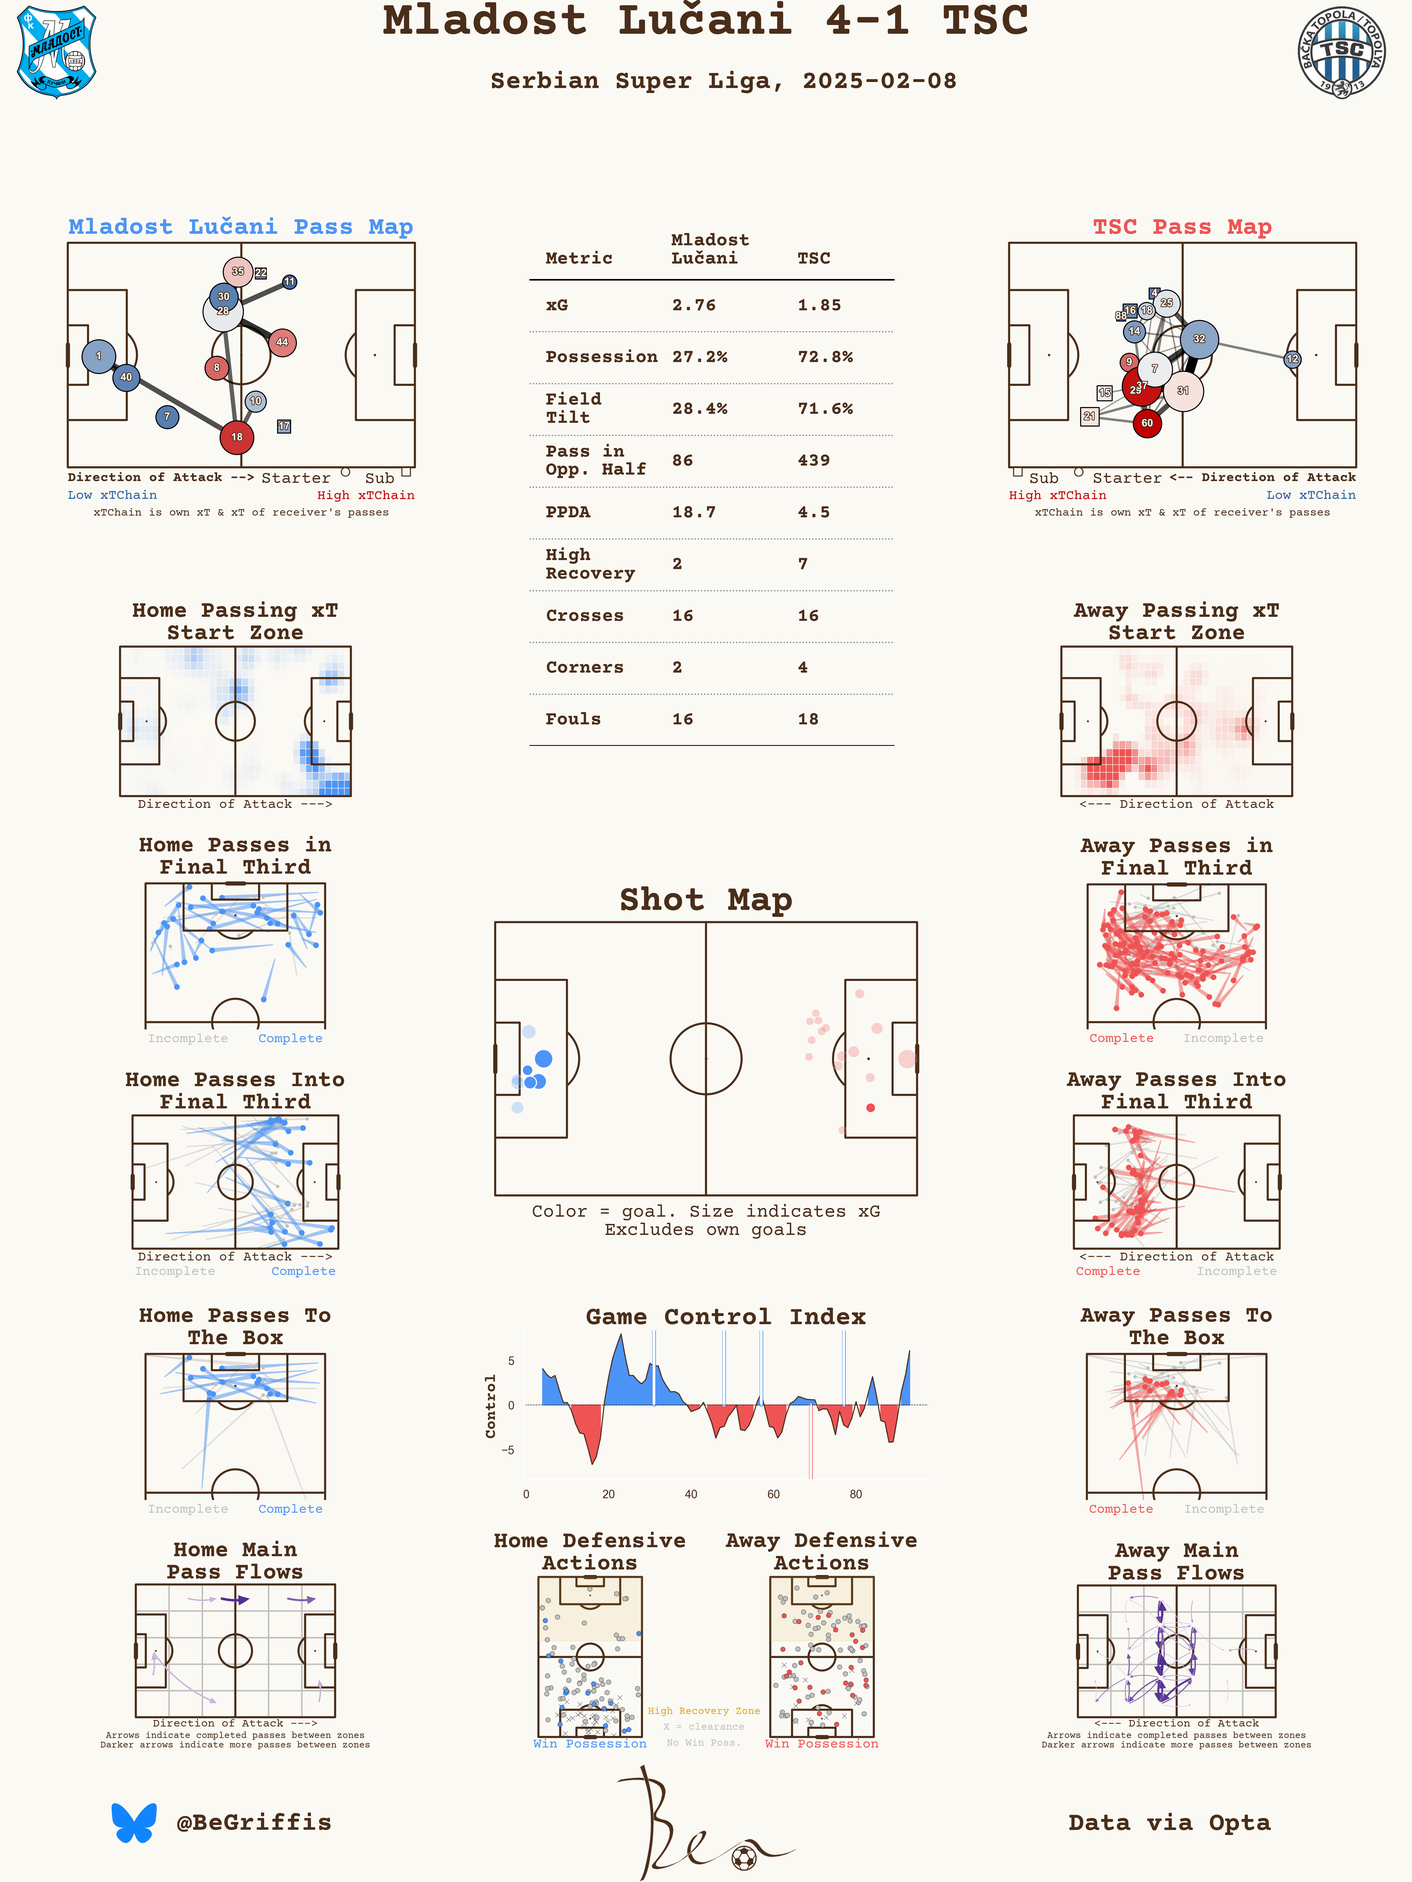 Mladost Lučani 4-1 TSC
Serbian Super Liga, 2025-02-08
ФК
МЛАДОСТ
1952
ЛУЧАНИ
BAČKA TOPOLA/TOPOLYA
TSC
1913
Mladost Lučani Pass Map
35
22
11
30
28
44
1
8
40
10
7
17
18
Direction of Attack --> Starter Sub
Low xTChain High xTChain
xTChain is own xT & xT of receiver's passes
Metric Mladost Lučani TSC
xG 2.76 1.85
Possession 27.2% 72.8%
Field Tilt 28.4% 71.6%
Pass in Opp. Half 86 439
PPDA 18.7 4.5
High Recovery 2 7
Crosses 16 16
Corners 2 4
Fouls 16 18
TSC Pass Map
4
25
16
18
88
14
32
9
12
7
37
15
31
21
60
Sub Starter <-- Direction of Attack
High xTChain Low xTChain
xTChain is own xT & xT of receiver's passes
Home Passing xT
Start Zone
Direction of Attack --->
Away Passing xT
Start Zone
<--- Direction of Attack
Home Passes in
Final Third
Incomplete Complete
Away Passes in
Final Third
Complete Incomplete
Shot Map
Color = goal. Size indicates xG
Excludes own goals
Home Passes Into
Final Third
Direction of Attack --->
Incomplete Complete
Away Passes Into
Final Third
<--- Direction of Attack
Complete Incomplete
Home Passes To
The Box
Incomplete Complete
Game Control Index
Control
5
0
−5
0 20 40 60 80
Away Passes To
The Box
Complete Incomplete
Home Main
Pass Flows
Direction of Attack --->
Arrows indicate completed passes between zones
Darker arrows indicate more passes between zones
Home Defensive
Actions
Win Possession
Away Defensive
Actions
Win Possession
High Recovery Zone
X = clearance
No Win Poss.
Away Main
Pass Flows
<--- Direction of Attack
Arrows indicate completed passes between zones
Darker arrows indicate more passes between zones
@BeGriffis
Ben
Data via Opta